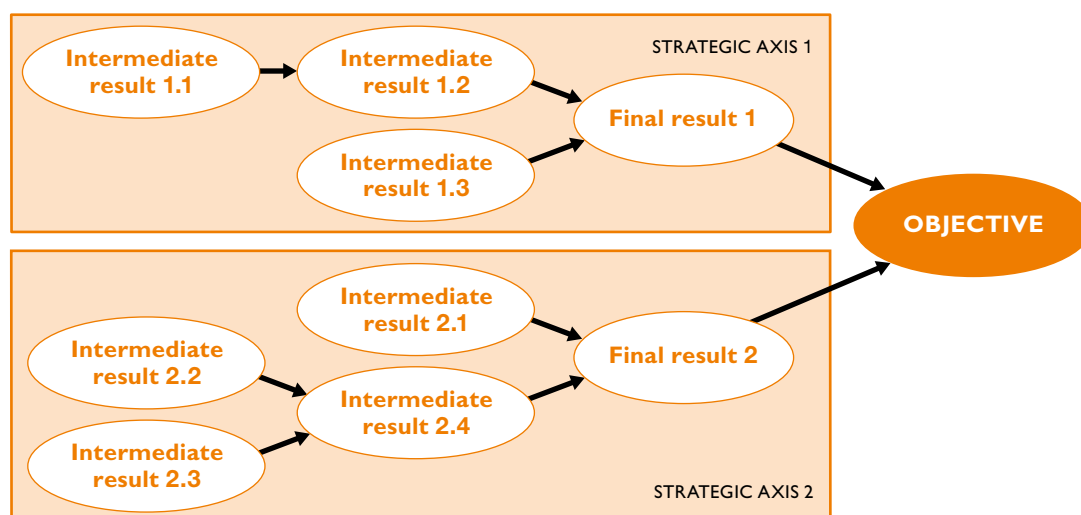 STRATEGIC AXIS 1
Intermediate
result 1.1
Intermediate
result 1.2
Final result 1
Intermediate
result 1.3
OBJECTIVE
Intermediate
result 2.1
Intermediate
result 2.2
Final result 2
Intermediate
result 2.4
Intermediate
result 2.3
STRATEGIC AXIS 2